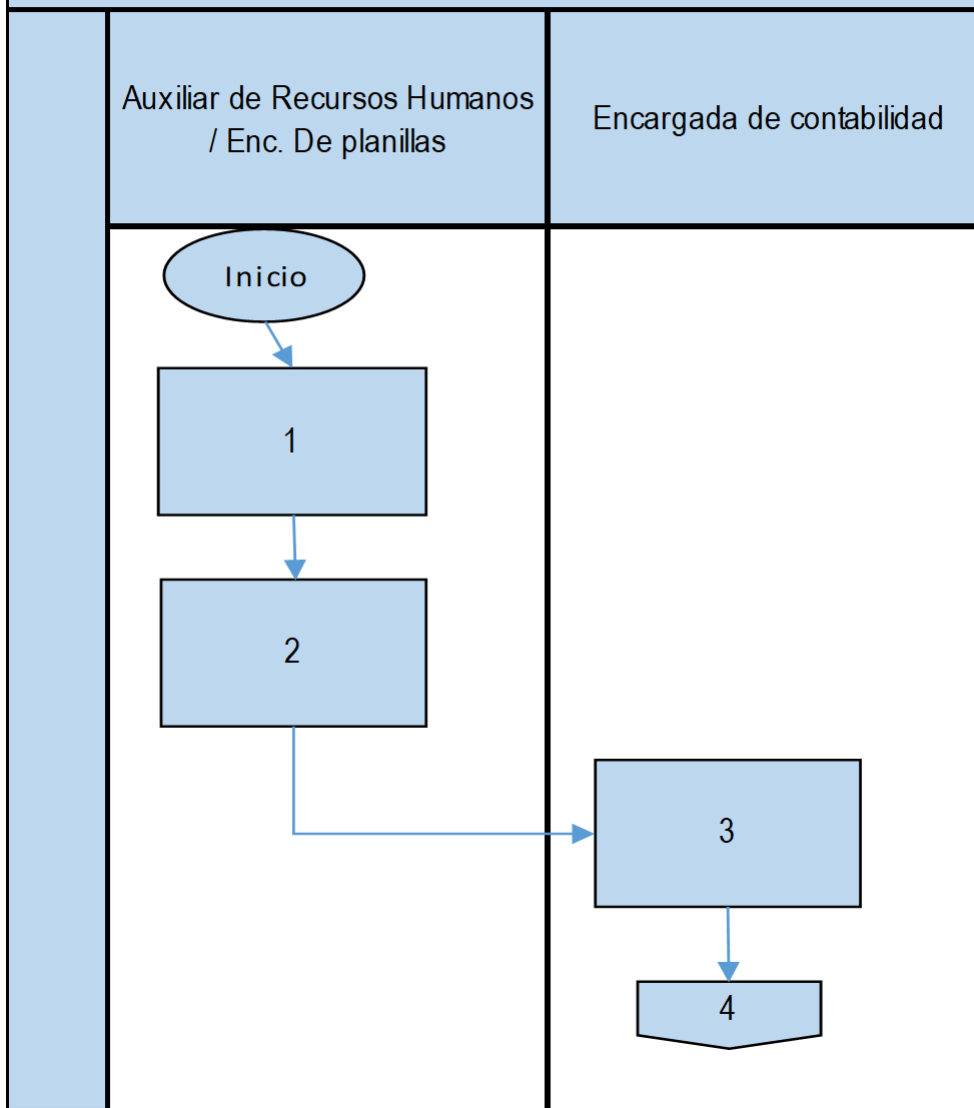 Auxiliar de Recursos Humanos
/ Enc. De planillas
Encargada de contabilidad
Inicio
1
2
3
4